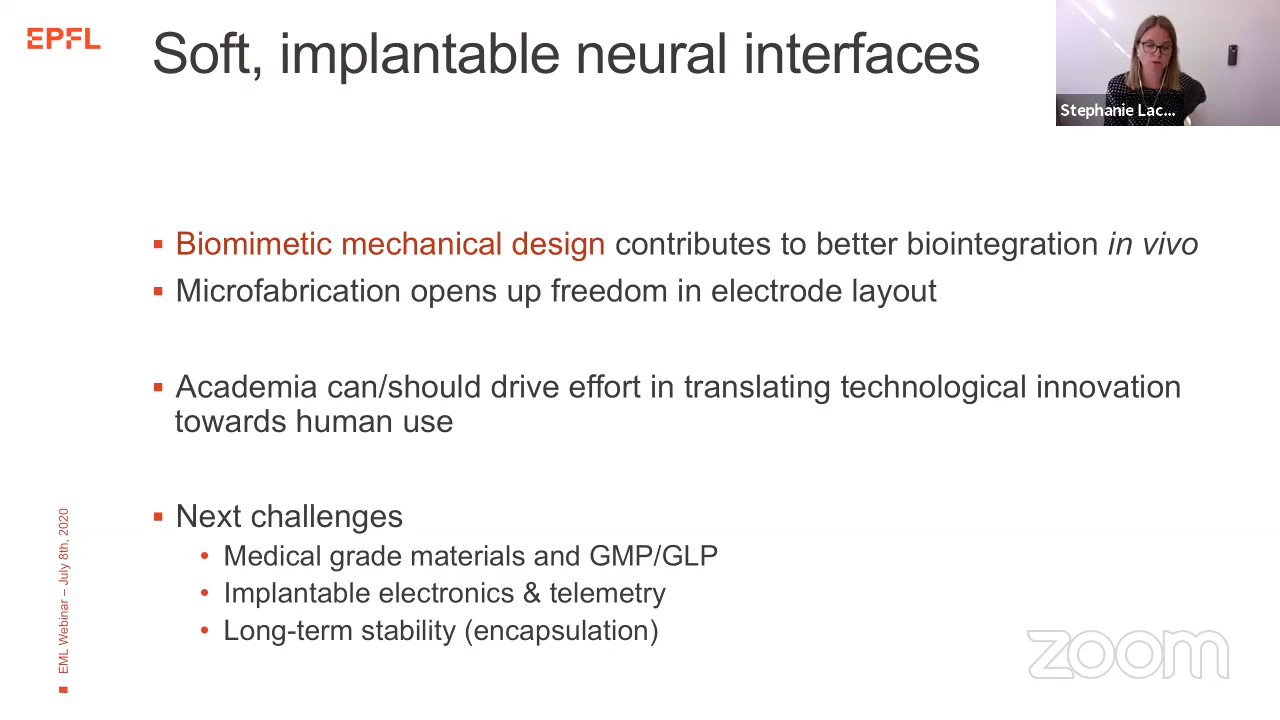 EPFL
Soft, implantable neural interfaces
Stephanie Lac...
▪ Biomimetic mechanical design contributes to better biointegration in vivo
▪ Microfabrication opens up freedom in electrode layout
▪ Academia can/should drive effort in translating technological innovation
towards human use
▪ Next challenges
• Medical grade materials and GMP/GLP
• Implantable electronics & telemetry
• Long-term stability (encapsulation)
EML Webinar – July 8th, 2020
zoom